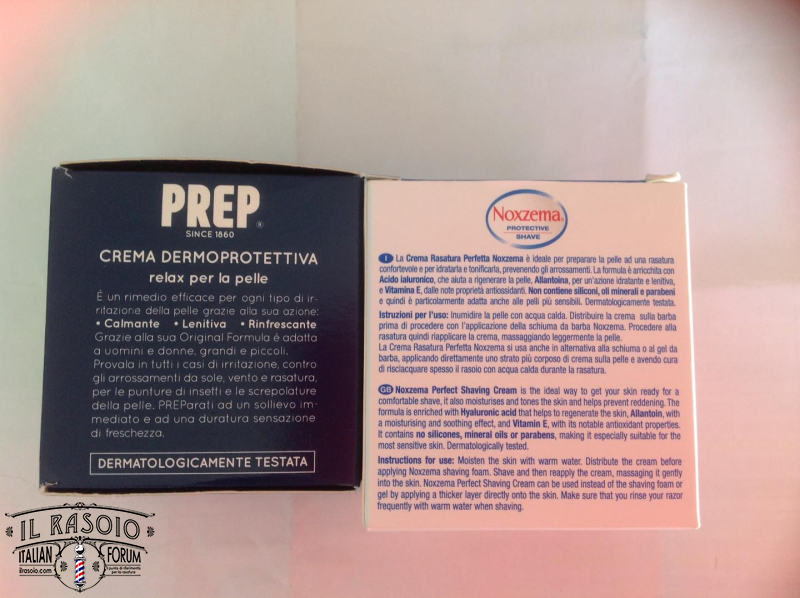 PREP®
SINCE 1860
CREMA DERMOPROTETTIVA
relax per la pelle
É un rimedio efficace per ogni tipo di ir-
ritazione della pelle grazie alla sua azione:
• Calmante • Lenitiva • Rinfrescante
Grazie alla sua Original Formula é adatta
a uomini e donne, grandi e piccoli.
Provala in tutti i casi di irritazione, contro
gli arrossamenti da sole, vento e rasatura,
per le punture di insetti e le screpolature
della pelle. PREParati ad un sollievo im-
mediato e ad una duratura sensazione
di freschezza.
DERMATOLOGICAMENTE TESTATA
Noxzema®
PROTECTIVE
SHAVE
I La Crema Rasatura Perfetta Noxzema è ideale per preparare la pelle ad una rasatura
confortevole e per idratarla e tonificarla, prevenendo gli arrossamenti. La formula è arricchita con
Acido ialuronico, che aiuta a rigenerare la pelle, Allantoina, per un'azione idratante e lenitiva,
e Vitamina E, dalle note proprietà antiossidanti. Non contiene siliconi, oli minerali e parabeni
e quindi è particolarmente adatta anche alle pelli più sensibili. Dermatologicamente testata.
Istruzioni per l'uso: Inumidire la pelle con acqua calda. Distribuire la crema sulla barba
prima di procedere con l'applicazione della schiuma da barba Noxzema. Procedere alla
rasatura quindi riapplicare la crema, massaggiando leggermente la pelle.
La Crema Rasatura Perfetta Noxzema si usa anche in alternativa alla schiuma o al gel da
barba, applicando direttamente uno strato più corposo di crema sulla pelle e avendo cura
di risciacquare spesso il rasoio con acqua calda durante la rasatura.
GB Noxzema Perfect Shaving Cream is the ideal way to get your skin ready for a
comfortable shave, it also moisturises and tones the skin and helps prevent reddening. The
formula is enriched with Hyaluronic acid that helps to regenerate the skin, Allantoin, with
a moisturising and soothing effect, and Vitamin E, with its notable antioxidant properties.
It contains no silicones, mineral oils or parabens, making it especially suitable for the
most sensitive skin. Dermatologically tested.
Instructions for use: Moisten the skin with warm water. Distribute the cream before
applying Noxzema shaving foam. Shave and then reapply the cream, massaging it gently
into the skin. Noxzema Perfect Shaving Cream can be used instead of the shaving foam or
gel by applying a thicker layer directly onto the skin. Make sure that you rinse your razor
frequently with warm water when shaving.
IL RASOIO
ITALIAN FORUM
ilrasoio.com
il punto di riferimento
per la rasatura